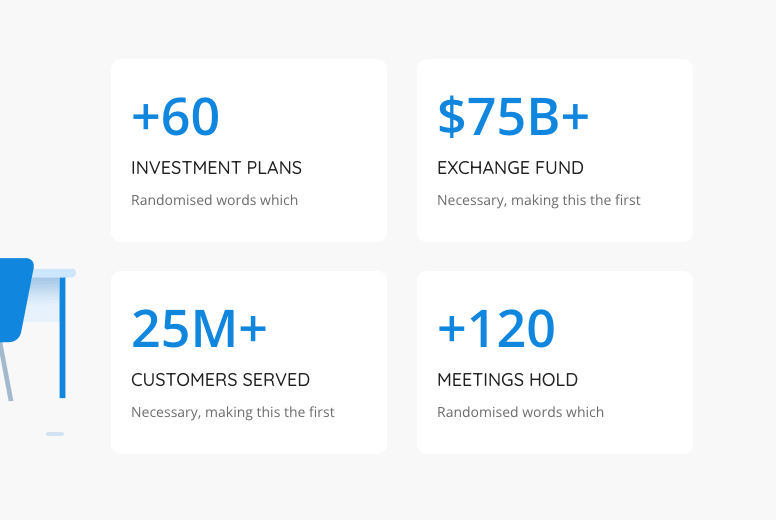 +60
INVESTMENT PLANS
Randomised words which
$75B+
EXCHANGE FUND
Necessary, making this the first
25M+
CUSTOMERS SERVED
Necessary, making this the first
+120
MEETINGS HOLD
Randomised words which